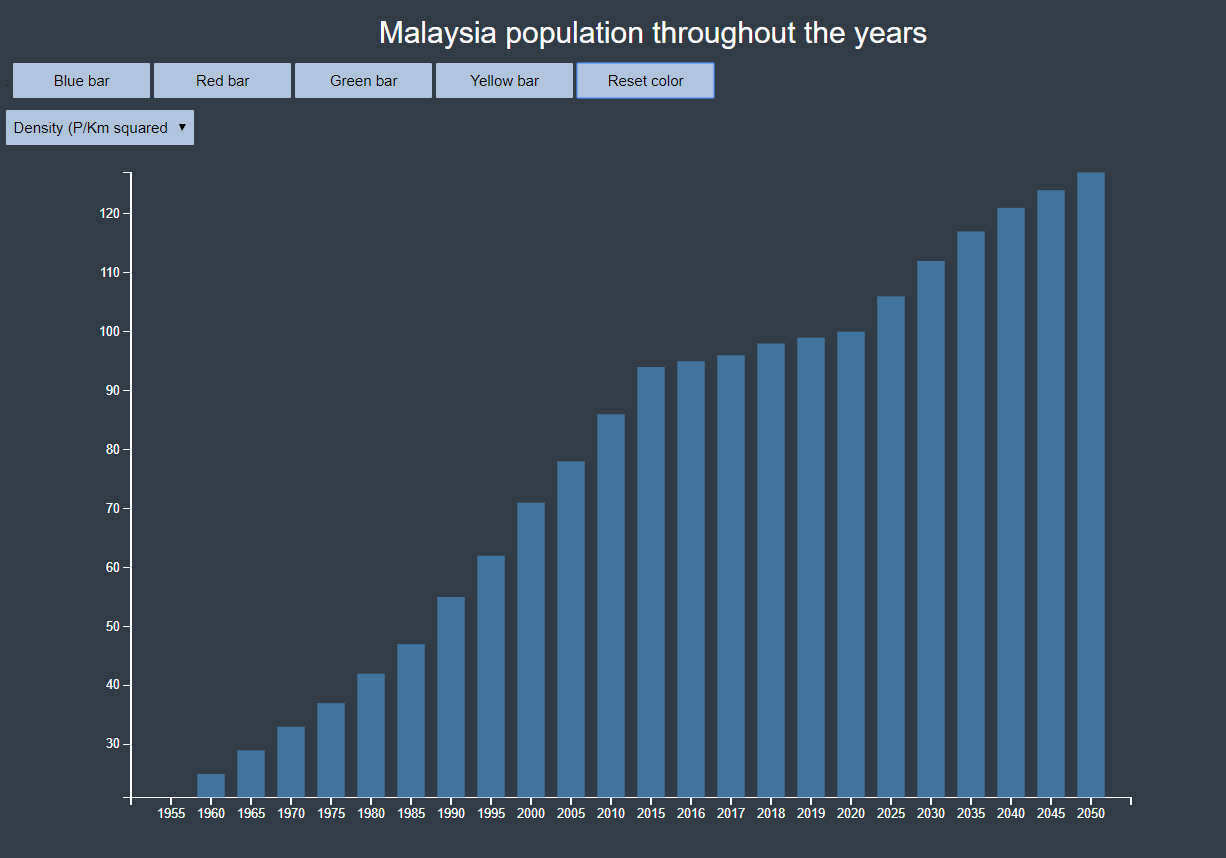 Malaysia population throughout the years
Blue bar Red bar Green bar Yellow bar Reset color
Density (P/Km squared ▼
120
110
100
90
80
70
60
50
40
30
1955 1960 1965 1970 1975 1980 1985 1990 1995 2000 2005 2010 2015 2016 2017 2018 2019 2020 2025 2030 2035 2040 2045 2050